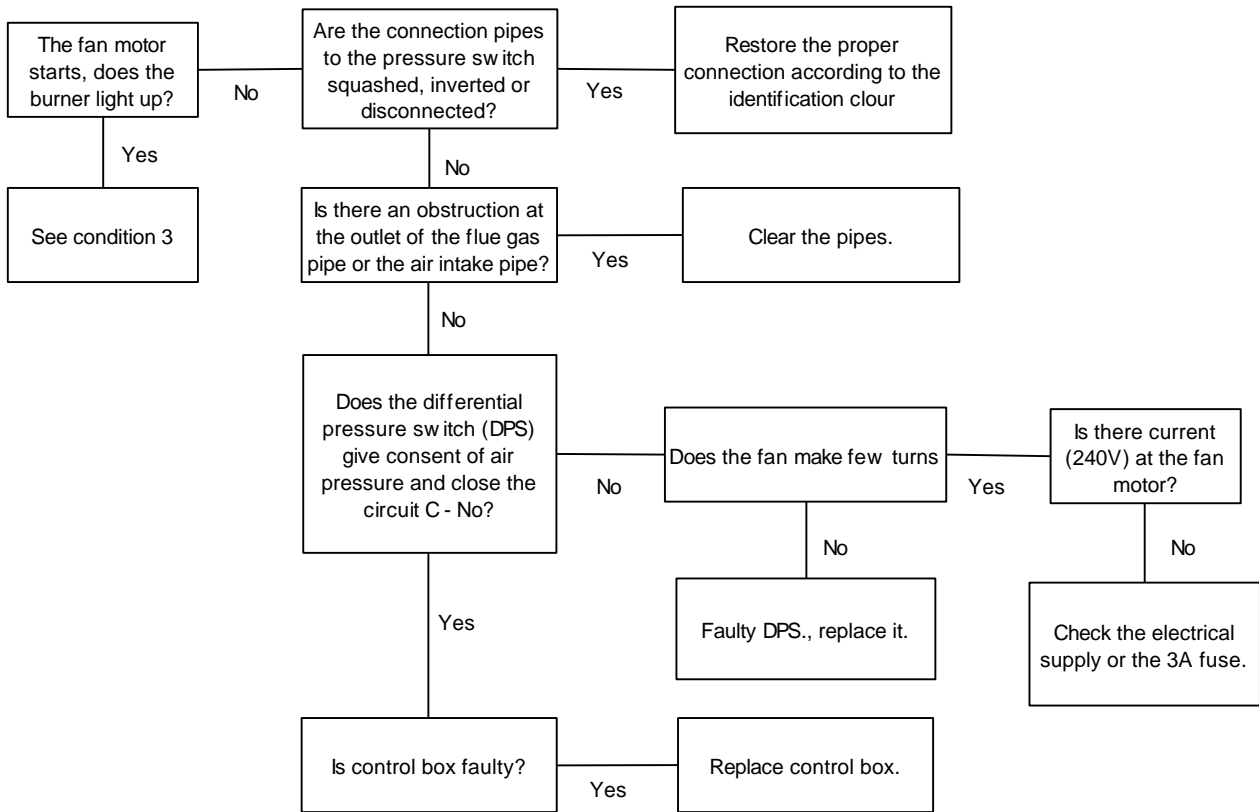 The fan motor
starts, does the
burner light up?
No
Are the connection pipes
to the pressure switch
squashed, inverted or
disconnected?
Yes
Restore the proper
connection according to the
identification clour
Yes
No
See condition 3
Is there an obstruction at
the outlet of the flue gas
pipe or the air intake pipe?
Yes
Clear the pipes.
No
Does the differential
pressure switch (DPS)
give consent of air
pressure and close the
circuit C - No?
No
Does the fan make few turns
Yes
Is there current
(240V) at the fan
motor?
No
No
Yes
Faulty DPS., replace it.
Check the electrical
supply or the 3A fuse.
Is control box faulty?
Yes
Replace control box.